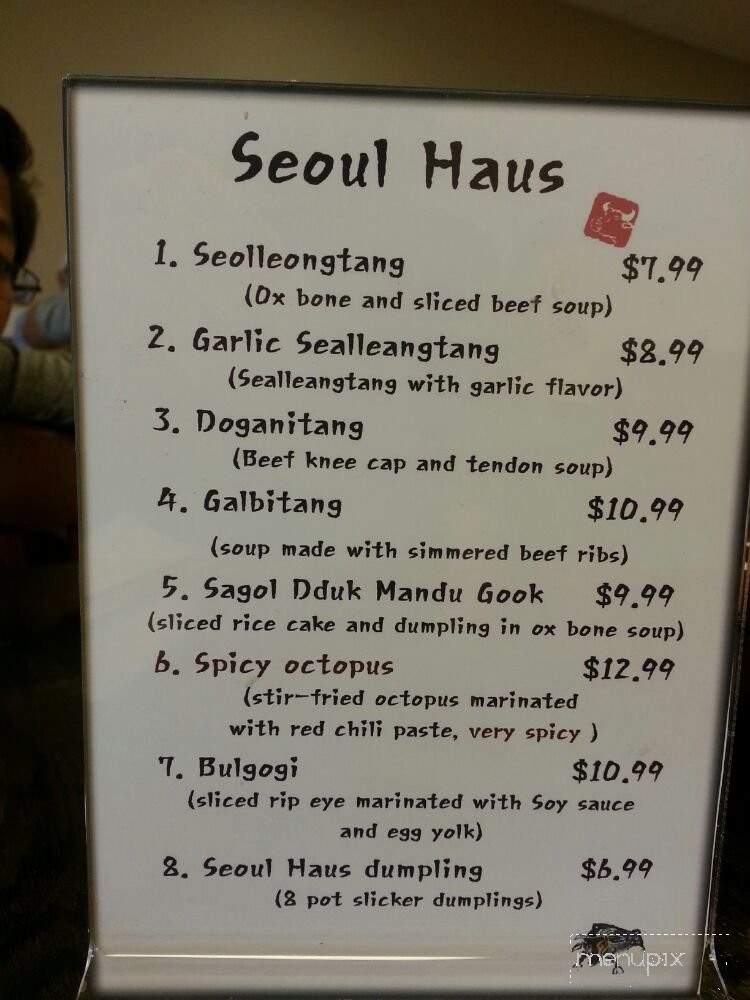 Seoul Haus
1. Seolleongtang $7.99
(Ox bone and sliced beef soup)
2. Garlic Sealleangtang $8.99
(Sealleangtang with garlic flavor)
3. Doganitang $9.99
(Beef knee cap and tendon soup)
4. Galbitang $10.99
(soup made with simmered beef ribs)
5. Sagol Dduk Mandu Gook $9.99
(sliced rice cake and dumpling in ox bone soup)
6. Spicy octopus $12.99
(stir-fried octopus marinated
with red chili paste, very spicy )
7. Bulgogi $10.99
(sliced rip eye marinated with Soy sauce
and egg yolk)
8. Seoul Haus dumpling $6.99
(8 pot slicker dumplings)
menupix